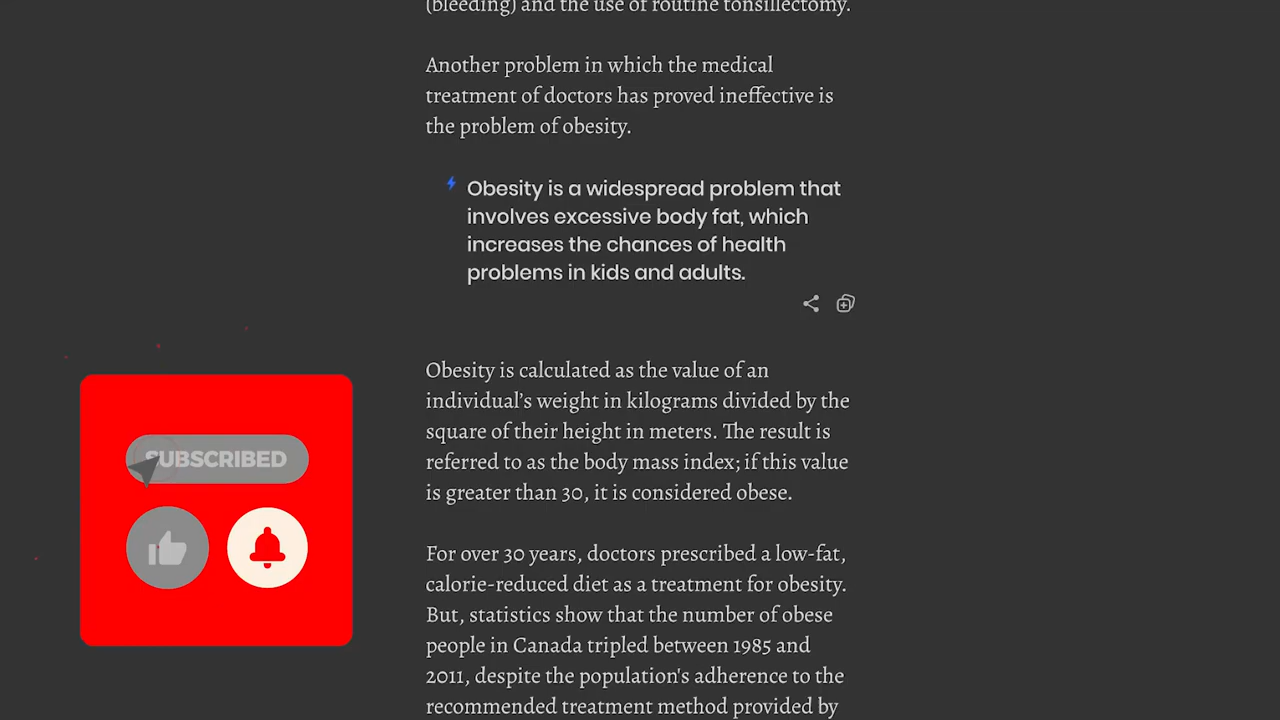 (bleeding) and the use of routine tonsillectomy.
Another problem in which the medical
treatment of doctors has proved ineffective is
the problem of obesity.
Obesity is a widespread problem that
involves excessive body fat, which
increases the chances of health
problems in kids and adults.
Obesity is calculated as the value of an
individual’s weight in kilograms divided by the
square of their height in meters. The result is
referred to as the body mass index; if this value
is greater than 30, it is considered obese.
SUBSCRIBED
For over 30 years, doctors prescribed a low-fat,
calorie-reduced diet as a treatment for obesity.
But, statistics show that the number of obese
people in Canada tripled between 1985 and
2011, despite the population's adherence to the
recommended treatment method provided by